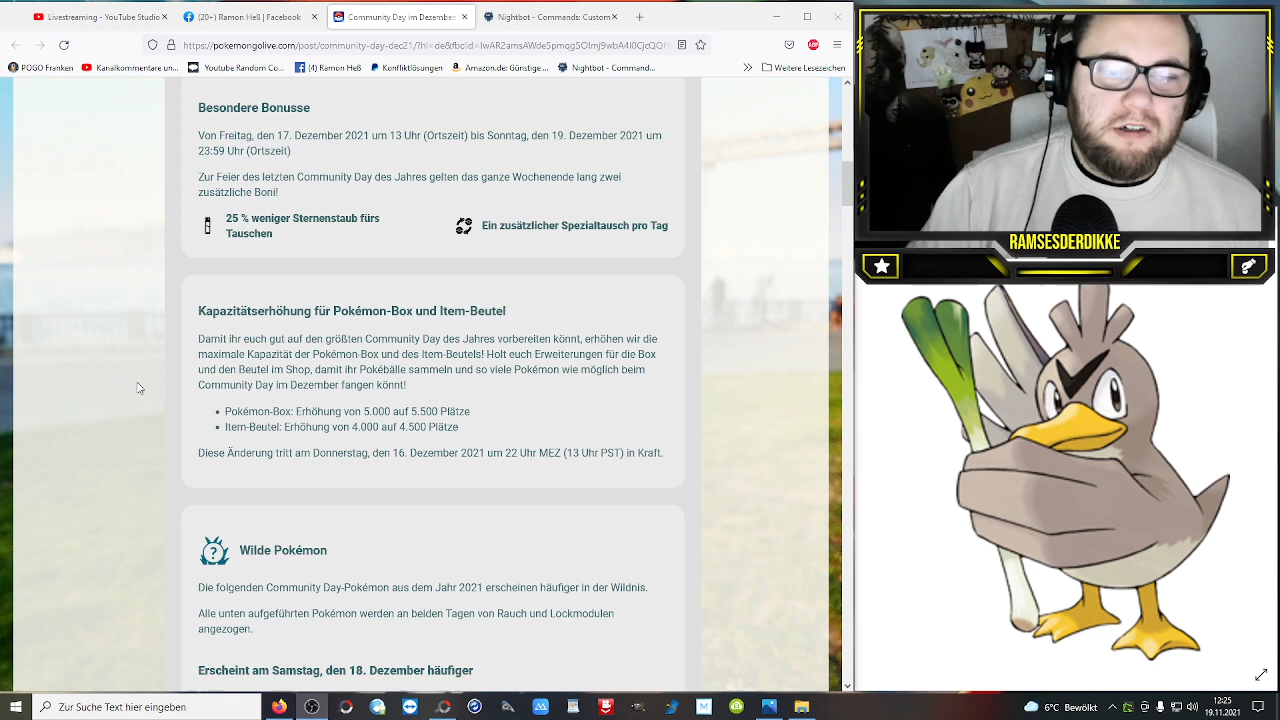 Livestreaming - YouTube Studio
(4) Ramon Heß | Facebook
Community Day im Dezember
Nightbot - Commands: Custom
POGO Franken
Kanalkommentare un...
Youtube Random Com...
(4) Ramon Heß
Konfliktlösungen
Amazon.de: Günstige...
Nightbot - Command...
Weitere Lesezeichen
Besondere Bonusse
Von Freitag, den 17. Dezember 2021 um 13 Uhr (Ortszeit) bis Sonntag, den 19. Dezember 2021 um
23:59 Uhr (Ortszeit)
Zur Feier des letzten Community Day des Jahres gelten das ganze Wochenende lang zwei
zusätzliche Boni!
25 % weniger Sternenstaub fürs
Tauschen
Ein zusätzlicher Spezialtausch pro Tag
Kapazitätserhöhung für Pokémon-Box und Item-Beutel
Damit ihr euch gut auf den größten Community Day des Jahres vorbereiten könnt, erhöhen wir die
maximale Kapazität der Pokémon-Box und des Item-Beutels! Holt euch Erweiterungen für die Box
und den Beutel im Shop, damit ihr Pokébälle sammeln und so viele Pokémon wie möglich beim
Community Day im Dezember fangen könnt!
• Pokémon-Box: Erhöhung von 5.000 auf 5.500 Plätze
• Item-Beutel: Erhöhung von 4.000 auf 4.500 Plätze
Diese Änderung tritt am Donnerstag, den 16. Dezember 2021 um 22 Uhr MEZ (13 Uhr PST) in Kraft.
Wilde Pokémon
Die folgenden Community Day-Pokémon aus dem Jahr 2021 erscheinen häufiger in der Wildnis.
Alle unten aufgeführten Pokémon werden an beiden Tagen von Rauch und Lockmodulen
angezogen.
Erscheint am Samstag, den 18. Dezember häufiger
RAMSESDERDIKKE
Zur Suche Text hier eingeben
6°C Bewölkt
12:25
19.11.2021